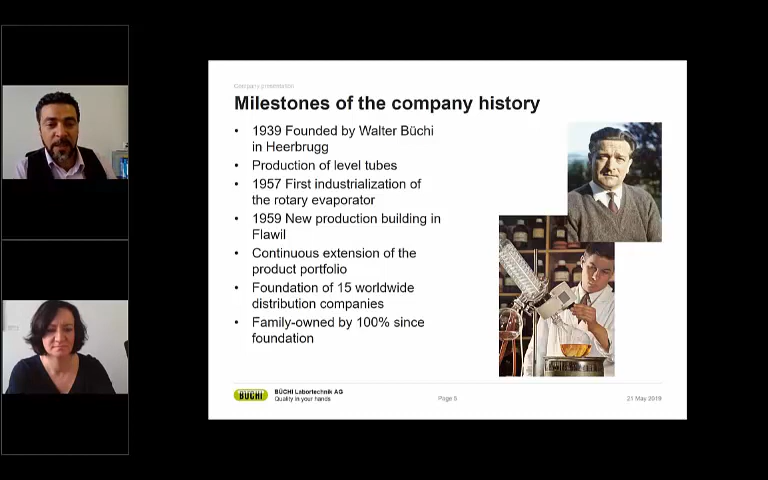 Company presentation
Milestones of the company history
• 1939 Founded by Walter Büchi
in Heerbrugg
• Production of level tubes
• 1957 First industrialization of
the rotary evaporator
• 1959 New production building in
Flawil
• Continuous extension of the
product portfolio
• Foundation of 15 worldwide
distribution companies
• Family-owned by 100% since
foundation
BÜCHI
BÜCHI Labortechnik AG
Quality in your hands
Page 5
21 May 2019